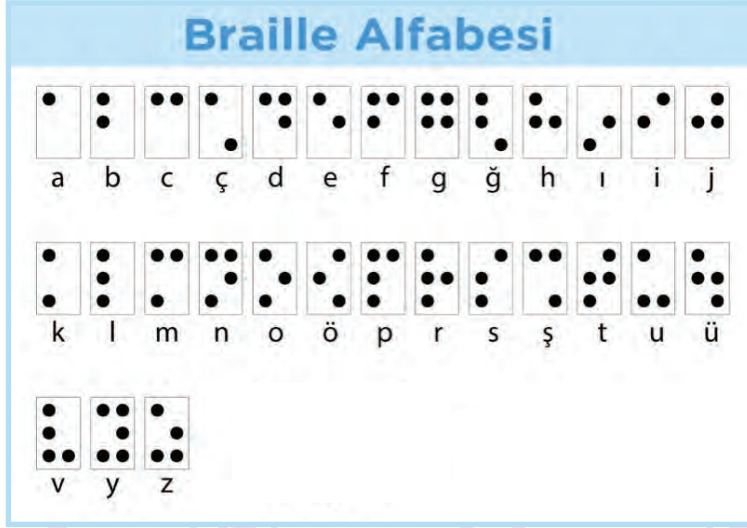 Braille Alfabesi
a b c ç d e f g ğ h ı i j
k l m n o ö p r s ş t u ü
v y z